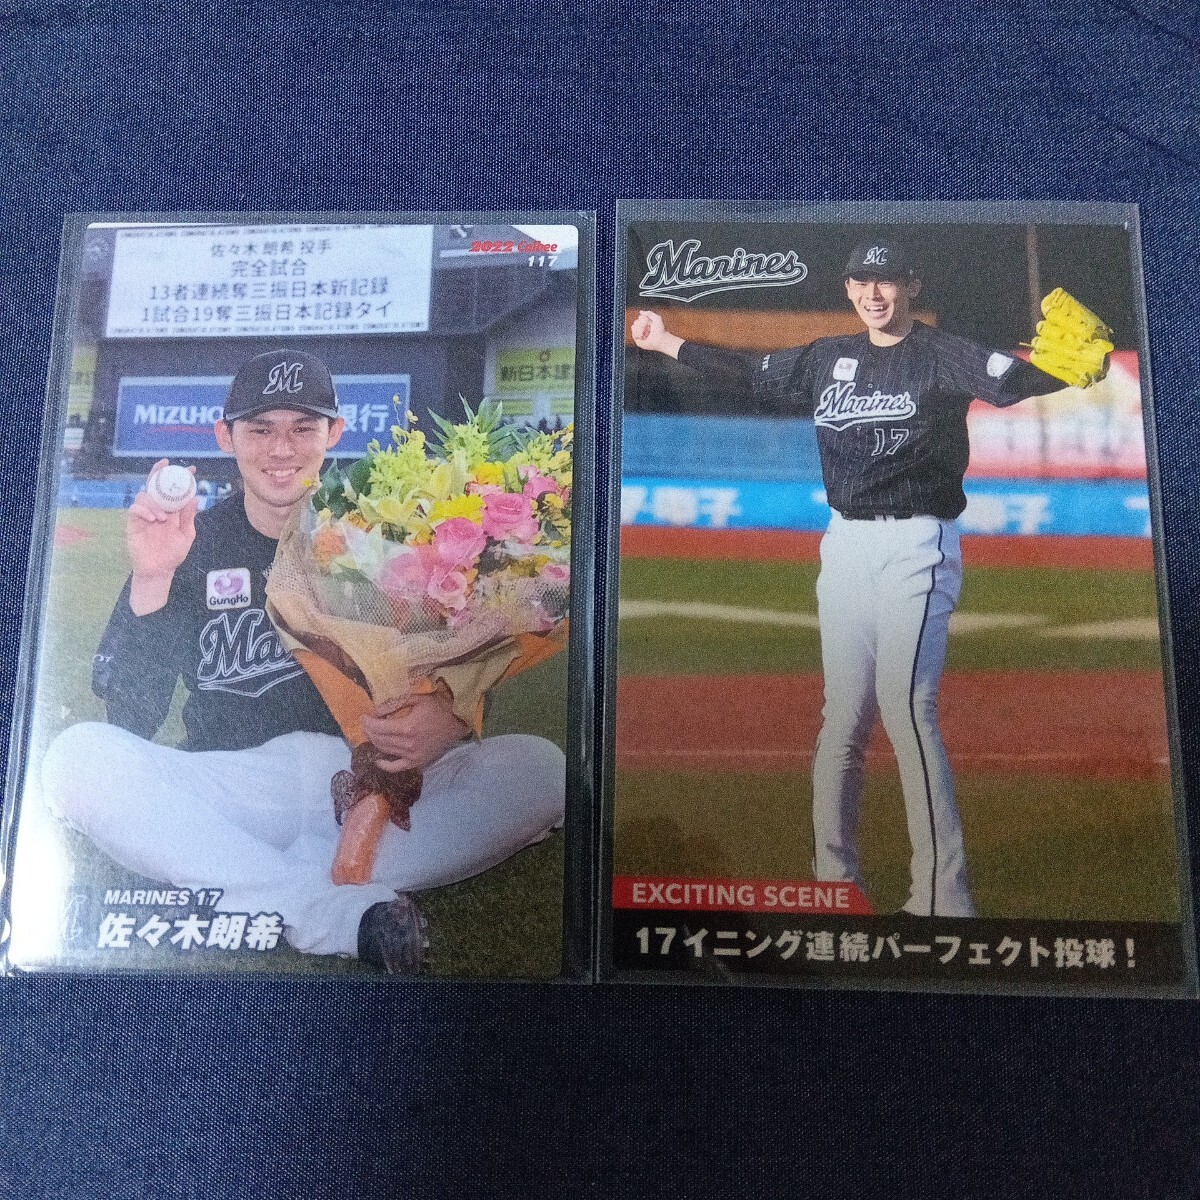 佐々木 朗希 投手
完全試合
13者連続奪三振日本新記録
1試合19奪三振日本記録タイ
2022 Calbee
117
新日本建
MIZUHO
銀行
M
GungHo
MARINES 17
佐々木朗希
Marines
M
Marines
17
EXCITING SCENE
17イニング連続パーフェクト投球！